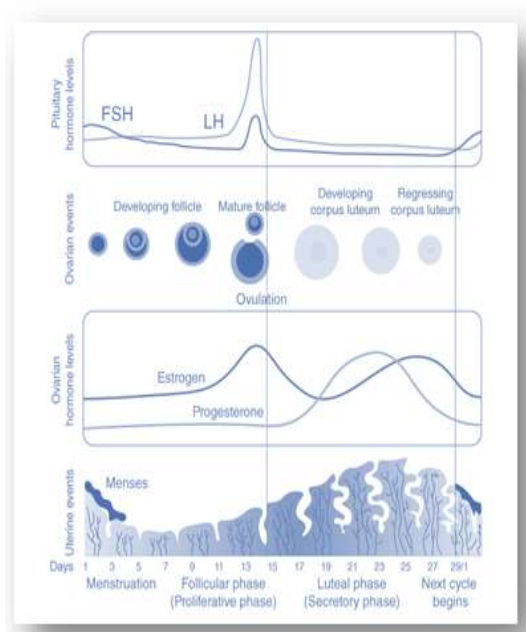 Pituitary
hormone levels
FSH
LH
Ovarian events
Developing follicle
Mature follicle
Developing
corpus luteum
Regressing
corpus luteum
Ovulation
Ovarian
hormone levels
Estrogen
Progesterone
Uterine events
Menses
Days 1 3 5 7 9 11 13 15 17 19 21 23 25 27 29/1
Menstruation
Follicular phase
(Proliferative phase)
Luteal phase
(Secretory phase)
Next cycle
begins